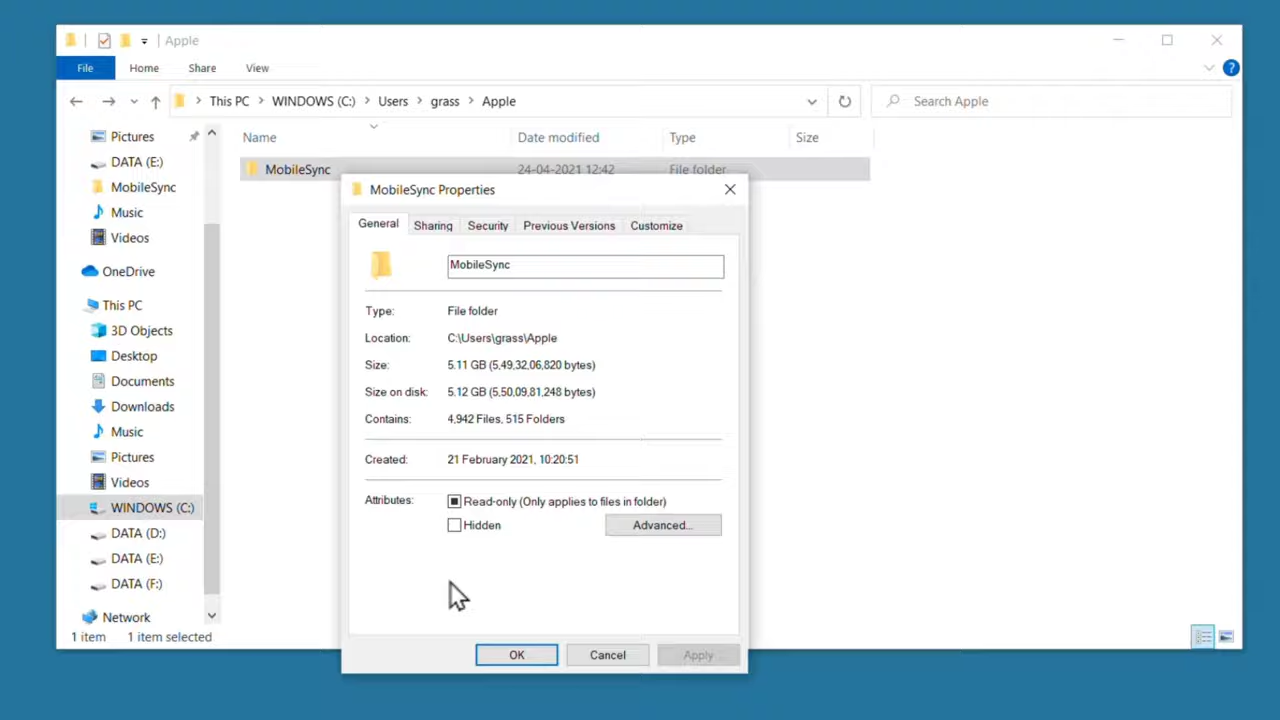 Apple
File Home Share View
This PC WINDOWS (C:) Users grass Apple Search Apple
Name Date modified Type Size
MobileSync 24-04-2021 12:42 File folder
Pictures
DATA (E:)
MobileSync
Music
Videos
OneDrive
This PC
3D Objects
Desktop
Documents
Downloads
Music
Pictures
Videos
WINDOWS (C:)
DATA (D:)
DATA (E:)
DATA (F:)
Network
1 item 1 item selected
MobileSync Properties
General Sharing Security Previous Versions Customize
MobileSync
Type: File folder
Location: C:\Users\grass\Apple
Size: 5.11 GB (5,49,32,06,820 bytes)
Size on disk: 5.12 GB (5,50,09,81,248 bytes)
Contains: 4,942 Files, 515 Folders
Created: 21 February 2021, 10:20:51
Attributes: Read-only (Only applies to files in folder)
Hidden Advanced...
OK Cancel Apply